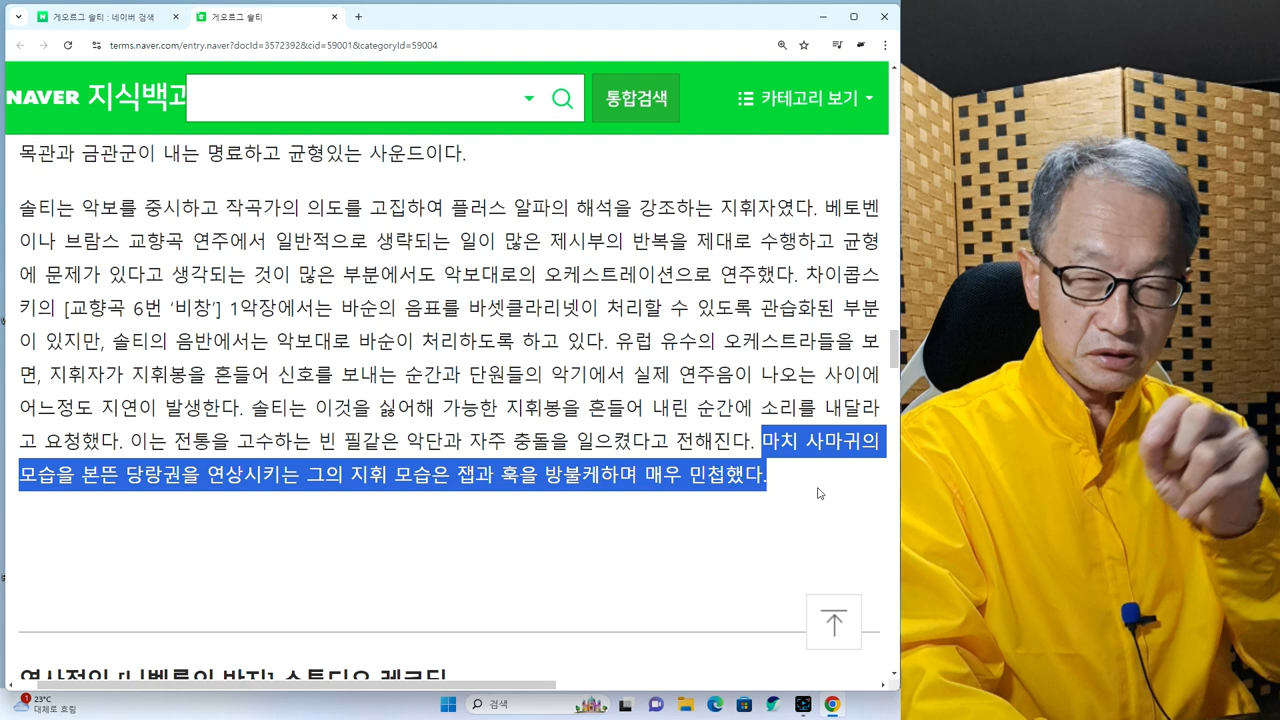 게오르그 솔티 : 네이버 검색
게오르그 솔티
terms.naver.com/entry.naver?docId=3572392&cid=59001&categoryId=59004
NAVER 지식백과
통합검색
카테고리 보기
목관과 금관군이 내는 명료하고 균형있는 사운드이다.
솔티는 악보를 중시하고 작곡가의 의도를 고집하여 플러스 알파의 해석을 강조하는 지휘자였다. 베토벤
이나 브람스 교향곡 연주에서 일반적으로 생략되는 일이 많은 제시부의 반복을 제대로 수행하고 균형
에 문제가 있다고 생각되는 것이 많은 부분에서도 악보대로의 오케스트레이션으로 연주했다. 차이콥스
키의 [교향곡 6번 ‘비창’] 1악장에서는 바순의 음표를 바셋클라리넷이 처리할 수 있도록 관습화된 부분
이 있지만, 솔티의 음반에서는 악보대로 바순이 처리하도록 하고 있다. 유럽 유수의 오케스트라들을 보
면, 지휘자가 지휘봉을 흔들어 신호를 보내는 순간과 단원들의 악기에서 실제 연주음이 나오는 사이에
어느정도 지연이 발생한다. 솔티는 이것을 싫어해 가능한 지휘봉을 흔들어 내린 순간에 소리를 내달라
고 요청했다. 이는 전통을 고수하는 빈 필같은 악단과 자주 충돌을 일으켰다고 전해진다. 마치 사마귀의
모습을 본뜬 당랑권을 연상시키는 그의 지휘 모습은 잽과 훅을 방불케하며 매우 민첩했다.
역사적인 [니벨룽의 반지] 스튜디오 레코딩
1
23°C
대체로 흐림
검색